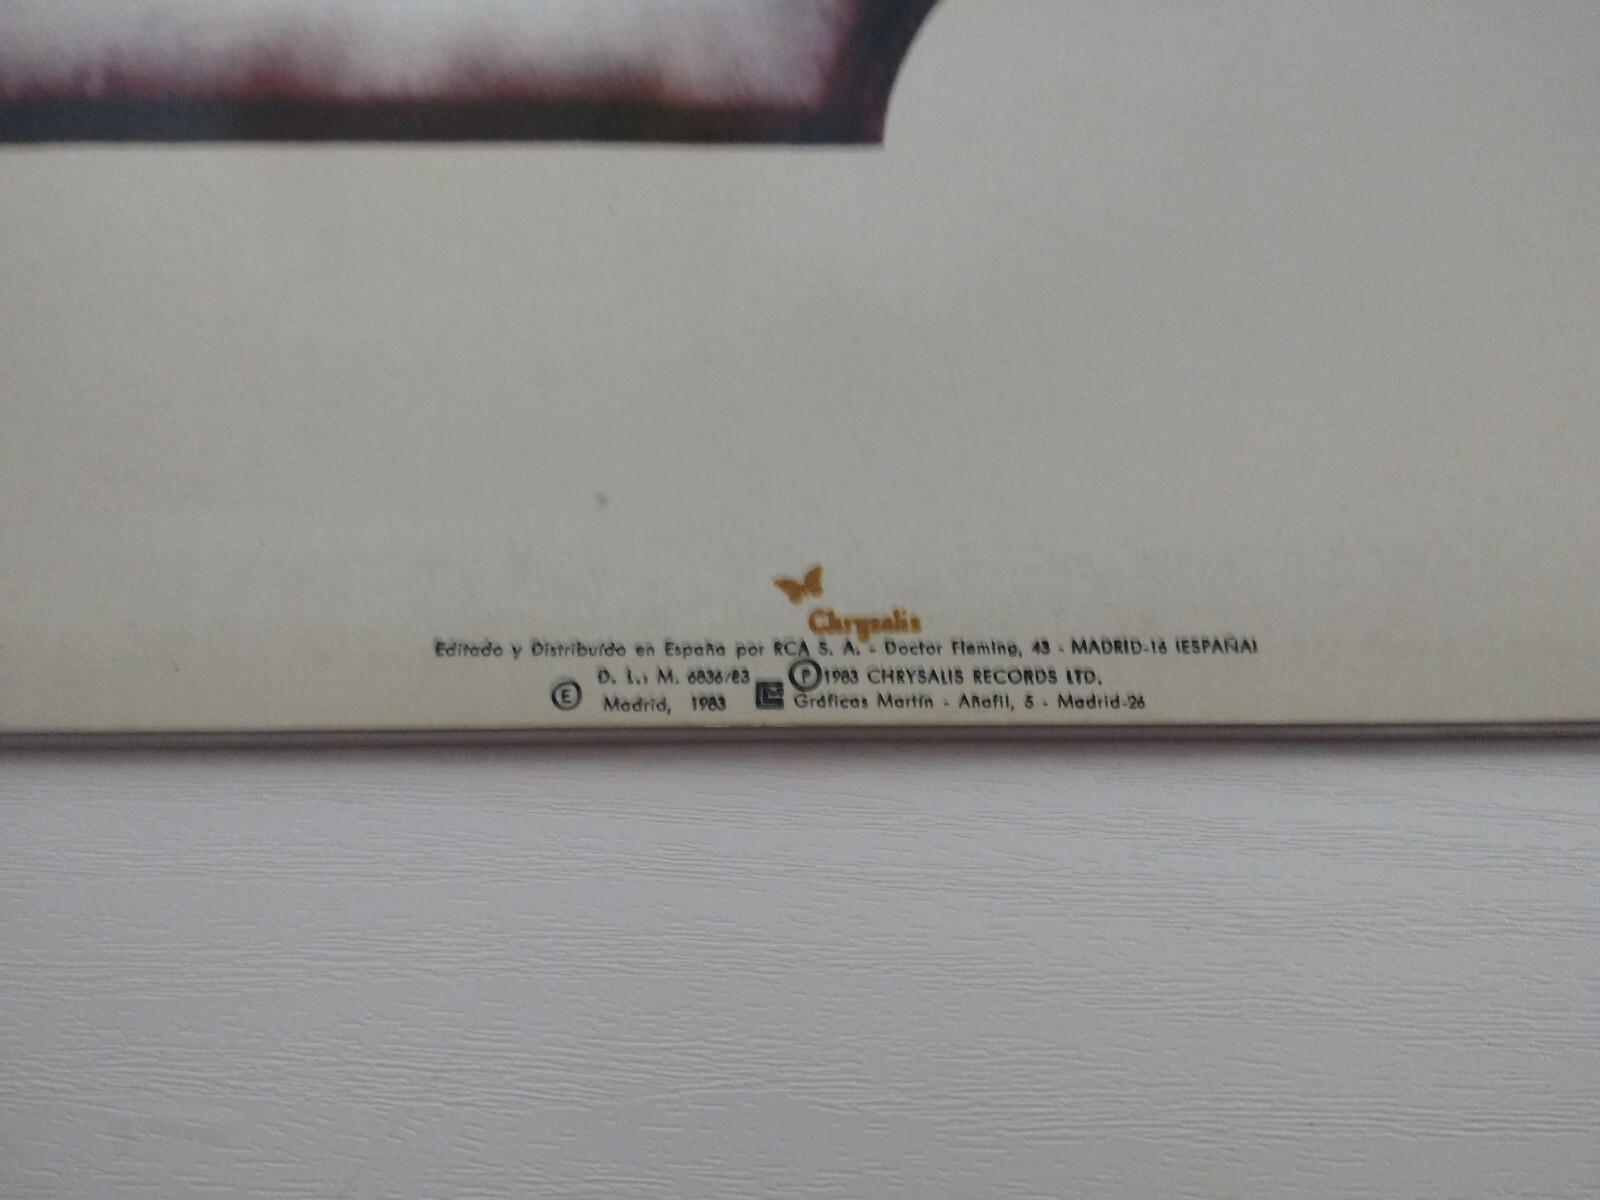 Chrysalis
Editado y Distribuído en España por RCA S. A. - Doctor Fleming, 43 - MADRID-16 (ESPAÑA)
D. L.: M. 6836/83 Ⓟ 1983 CHRYSALIS RECORDS LTD.
Ⓔ Madrid, 1983 Gráficas Martín - Añafil, 5 - Madrid-26